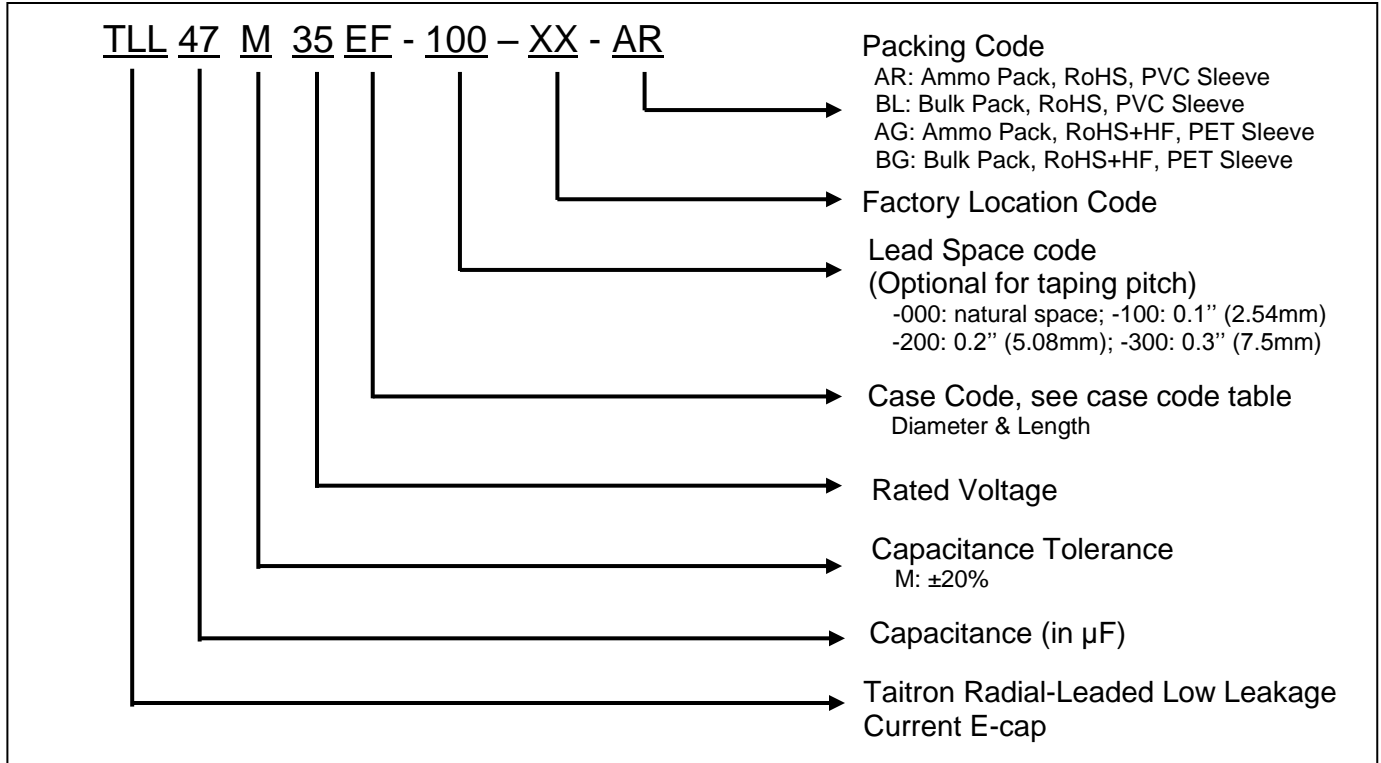 TLL 47 M 35 EF - 100 – XX - AR
Packing Code
AR: Ammo Pack, RoHS, PVC Sleeve
BL: Bulk Pack, RoHS, PVC Sleeve
AG: Ammo Pack, RoHS+HF, PET Sleeve
BG: Bulk Pack, RoHS+HF, PET Sleeve
Factory Location Code
Lead Space code
(Optional for taping pitch)
-000: natural space; -100: 0.1’’ (2.54mm)
-200: 0.2’’ (5.08mm); -300: 0.3’’ (7.5mm)
Case Code, see case code table
Diameter & Length
Rated Voltage
Capacitance Tolerance
M: ±20%
Capacitance (in µF)
Taitron Radial-Leaded Low Leakage
Current E-cap